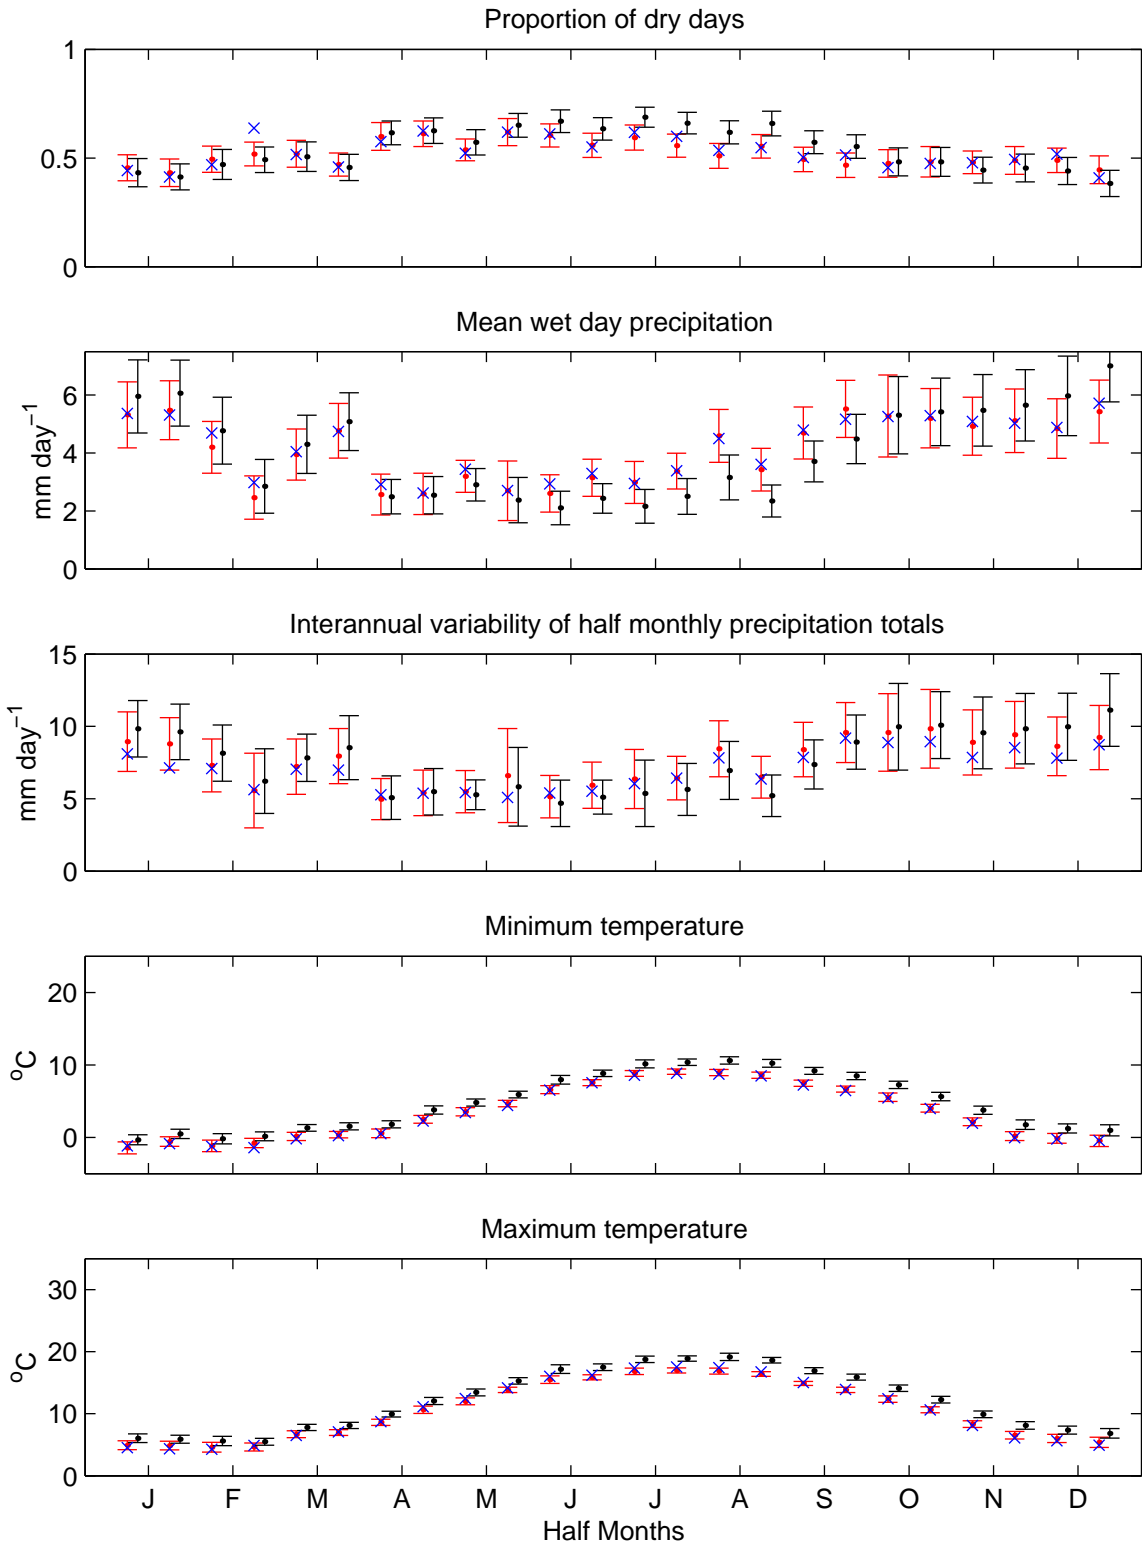 Proportion of dry days
1
0.5
0
Mean wet day precipitation
mm day⁻¹
6
4
2
0
Interannual variability of half monthly precipitation totals
mm day⁻¹
15
10
5
0
Minimum temperature
ºC
20
10
0
Maximum temperature
ºC
30
20
10
0
J F M A M J J A S O N D
Half Months